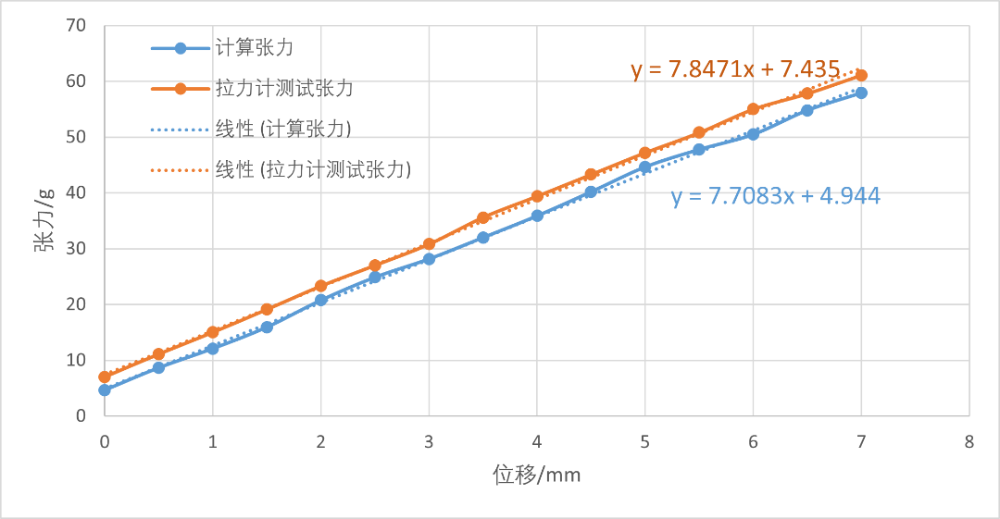 70
60
50
40
30
20
10
0
张力/g
计算张力
拉力计测试张力
线性 (计算张力)
线性 (拉力计测试张力)
y = 7.8471x + 7.435
y = 7.7083x + 4.944
0 1 2 3 4 5 6 7 8
位移/mm